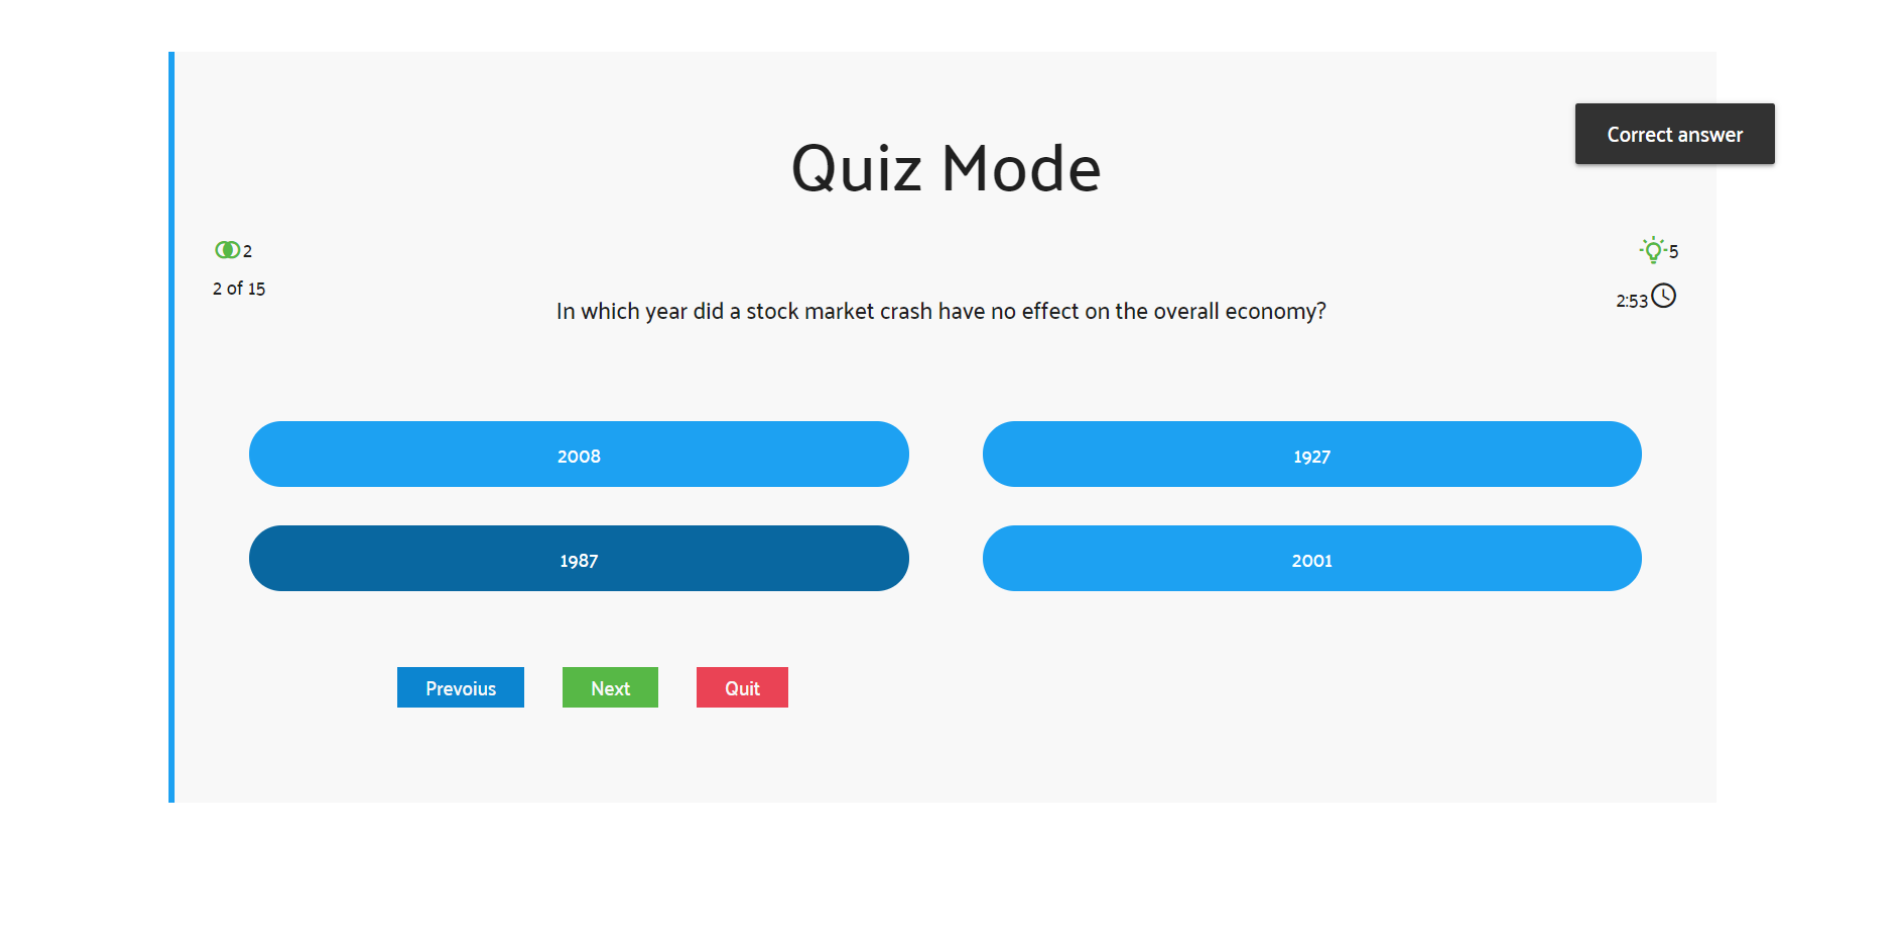 Correct answer
Quiz Mode
2
5
2 of 15
2:53
In which year did a stock market crash have no effect on the overall economy?
2008
1927
1987
2001
Prevoius
Next
Quit